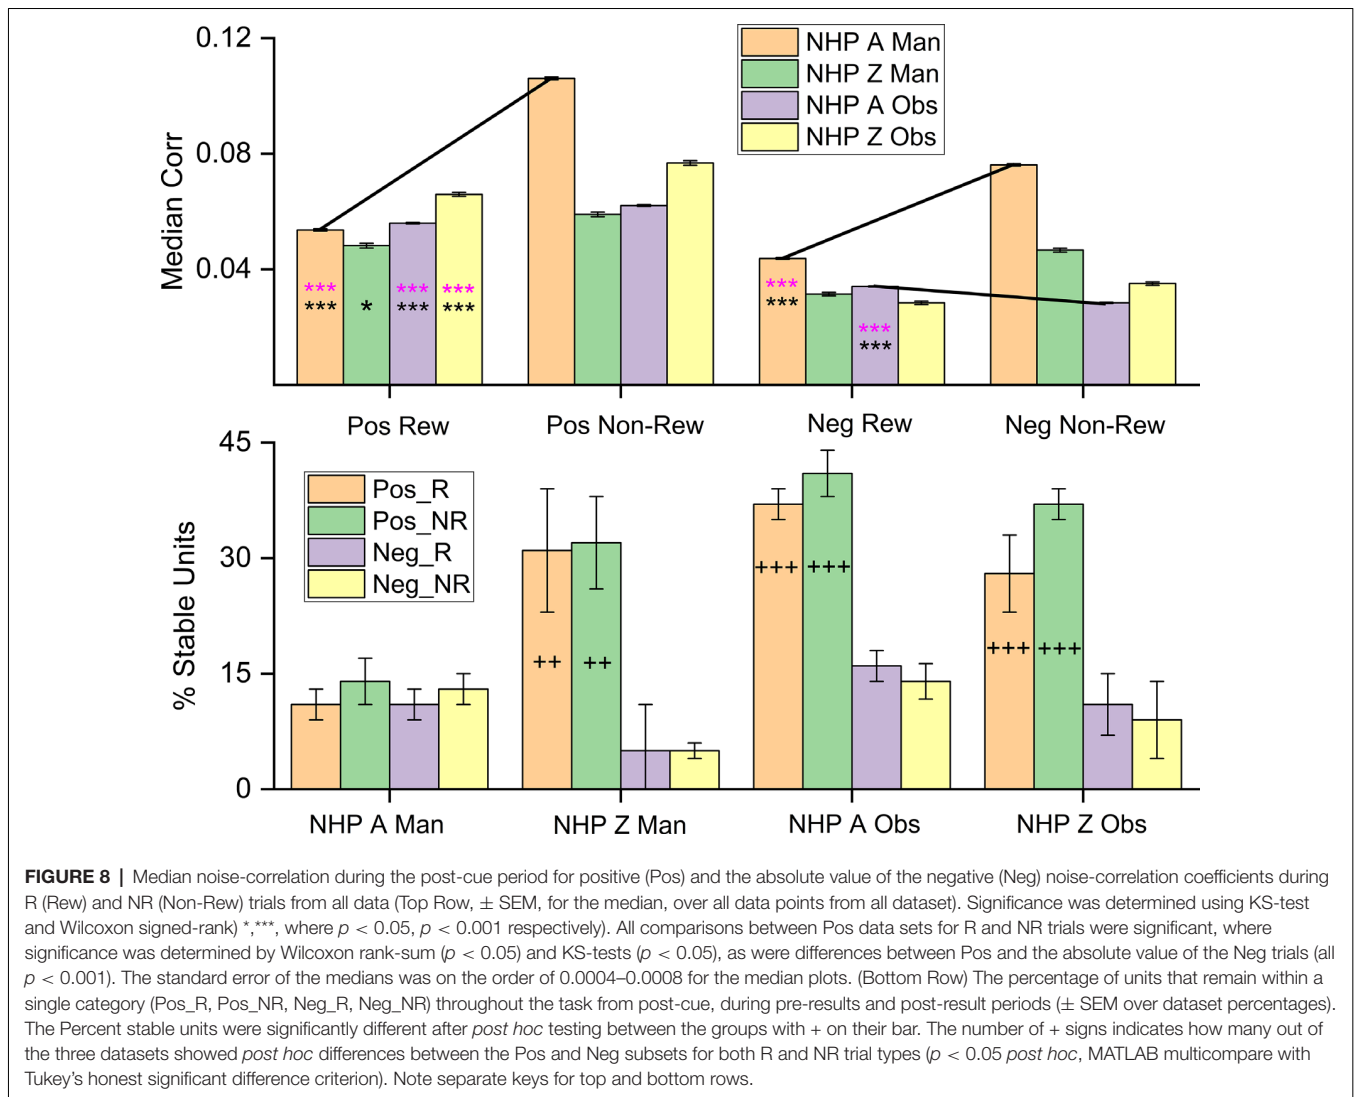 0.12
0.08
0.04
Median Corr
NHP A Man
NHP Z Man
NHP A Obs
NHP Z Obs
*** *** ***
*** * *** ***
***
***
***
***
Pos Rew Pos Non-Rew Neg Rew Neg Non-Rew
45
30
15
0
% Stable Units
Pos_R
Pos_NR
Neg_R
Neg_NR
++ ++ +++ +++ +++ +++
NHP A Man NHP Z Man NHP A Obs NHP Z Obs
FIGURE 8 | Median noise-correlation during the post-cue period for positive (Pos) and the absolute value of the negative (Neg) noise-correlation coefficients during
R (Rew) and NR (Non-Rew) trials from all data (Top Row, ± SEM, for the median, over all data points from all dataset). Significance was determined using KS-test
and Wilcoxon signed-rank) *,***, where p < 0.05, p < 0.001 respectively). All comparisons between Pos data sets for R and NR trials were significant, where
significance was determined by Wilcoxon rank-sum (p < 0.05) and KS-tests (p < 0.05), as were differences between Pos and the absolute value of the Neg trials (all
p < 0.001). The standard error of the medians was on the order of 0.0004–0.0008 for the median plots. (Bottom Row) The percentage of units that remain within a
single category (Pos_R, Pos_NR, Neg_R, Neg_NR) throughout the task from post-cue, during pre-results and post-result periods (± SEM over dataset percentages).
The Percent stable units were significantly different after post hoc testing between the groups with + on their bar. The number of + signs indicates how many out of
the three datasets showed post hoc differences between the Pos and Neg subsets for both R and NR trial types (p < 0.05 post hoc, MATLAB multicompare with
Tukey's honest significant difference criterion). Note separate keys for top and bottom rows.